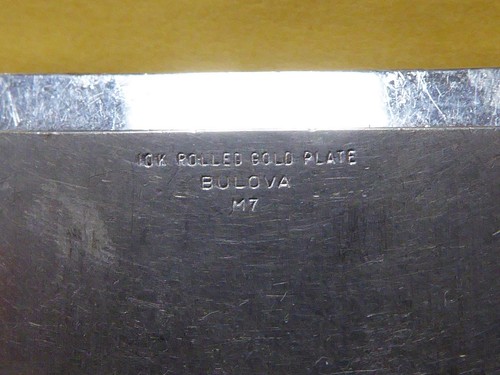 10K ROLLED GOLD PLATE
BULOVA
M7